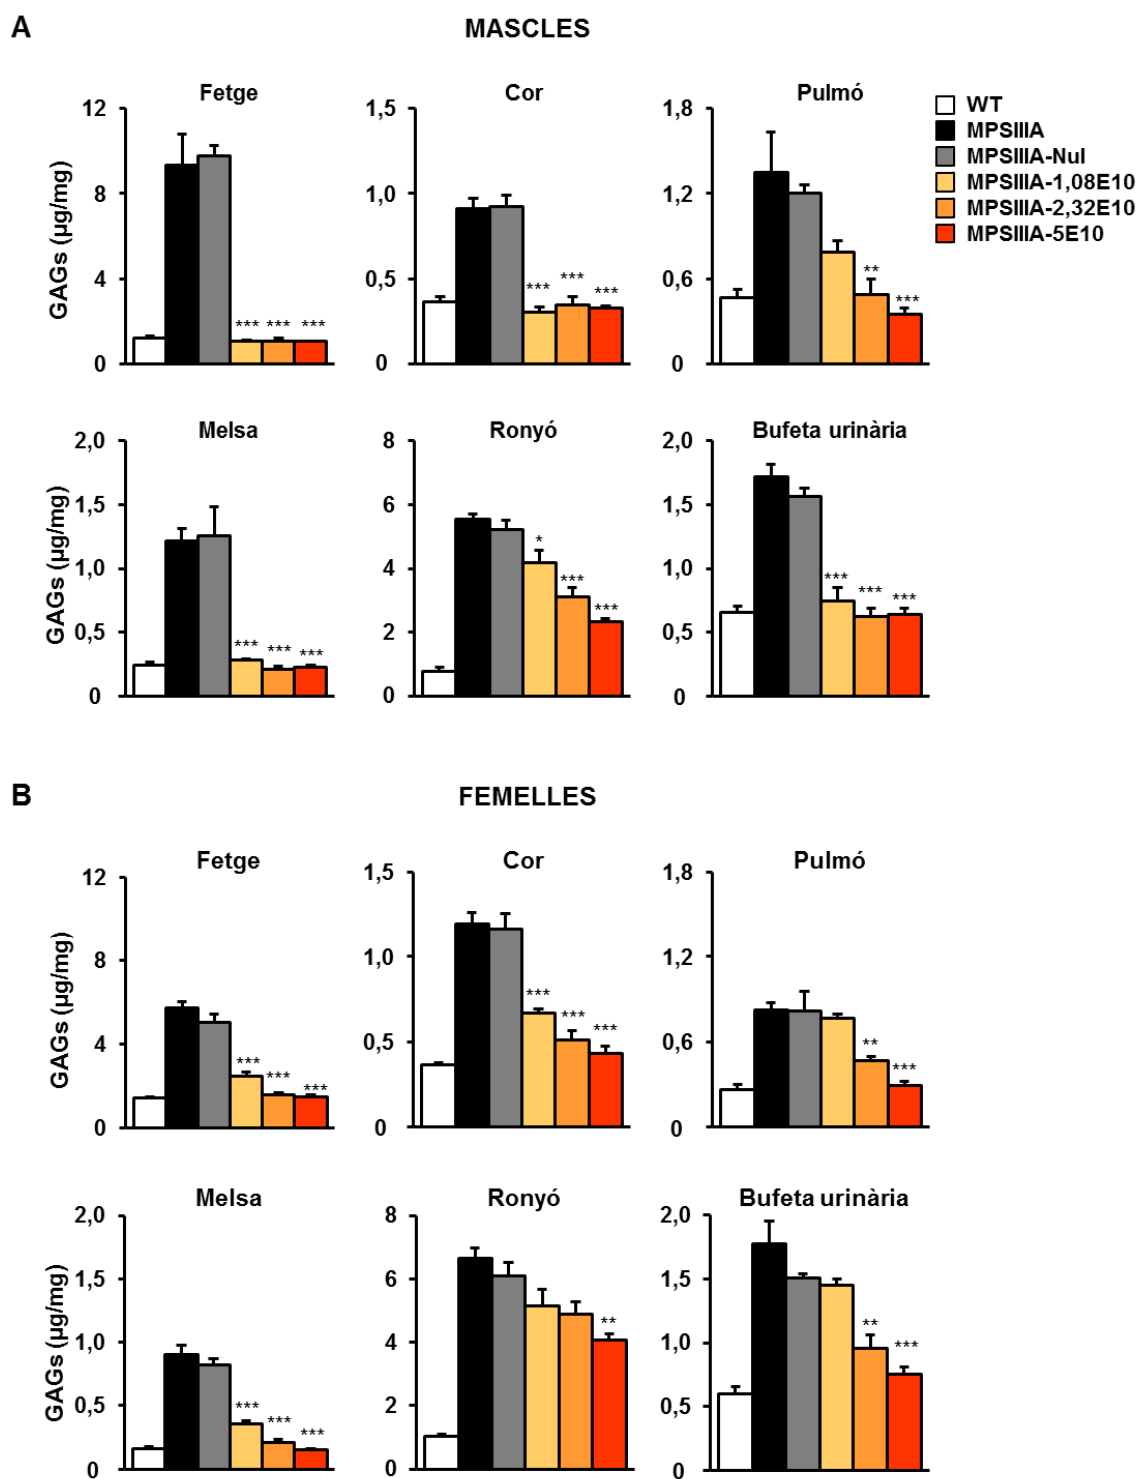 A
MASCLES
Fetge
Cor
Pulmó
WT
MPSIIIA
MPSIIIA-Nul
MPSIIIA-1,08E10
MPSIIIA-2,32E10
MPSIIIA-5E10
GAGs (µg/mg)
12
8
4
0
*** *** ***
1,5
1,0
0,5
0
*** *** ***
1,8
1,2
0,6
0
** ***
Melsa
Ronyó
Bufeta urinària
GAGs (µg/mg)
2,0
1,5
1,0
0,5
0
*** *** ***
8
6
4
2
0
* *** ***
2,0
1,5
1,0
0,5
0
*** *** ***
B
FEMELLES
Fetge
Cor
Pulmó
GAGs (µg/mg)
12
8
4
0
*** *** ***
1,5
1,0
0,5
0
*** *** ***
1,8
1,2
0,6
0
** ***
Melsa
Ronyó
Bufeta urinària
GAGs (µg/mg)
2,0
1,5
1,0
0,5
0
*** *** ***
8
6
4
2
0
**
2,0
1,5
1,0
0,5
0
** ***